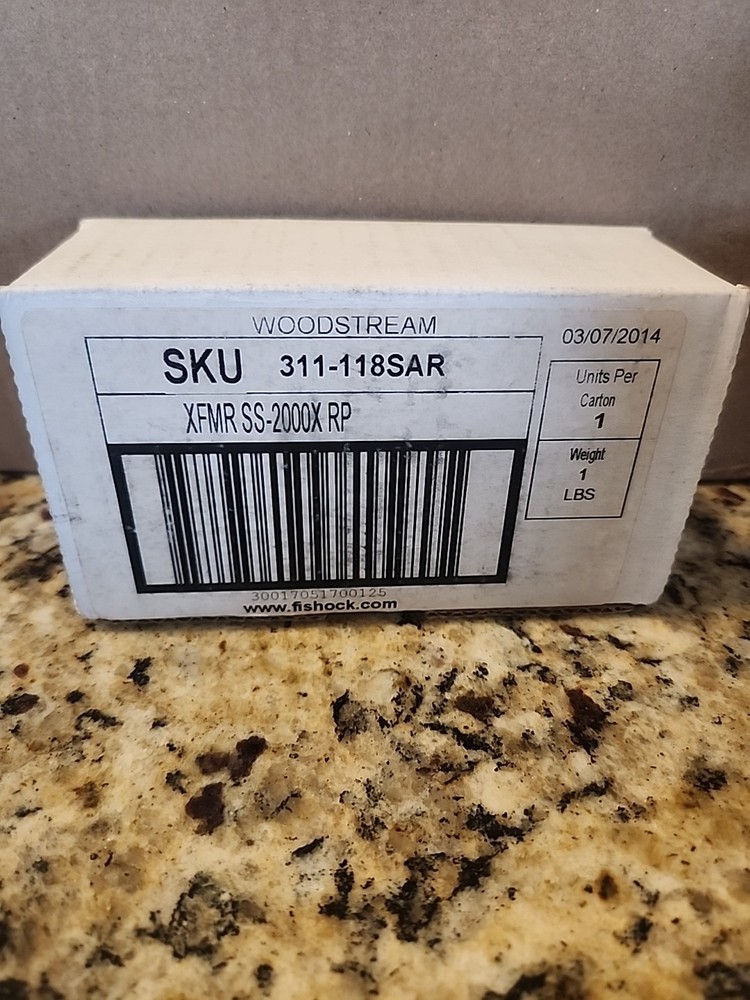 WOODSTREAM
03/07/2014
SKU 311-118SAR
XFMR SS-2000X RP
Units Per
Carton
1
Weight
1
LBS
30017051700125
www.fishock.com